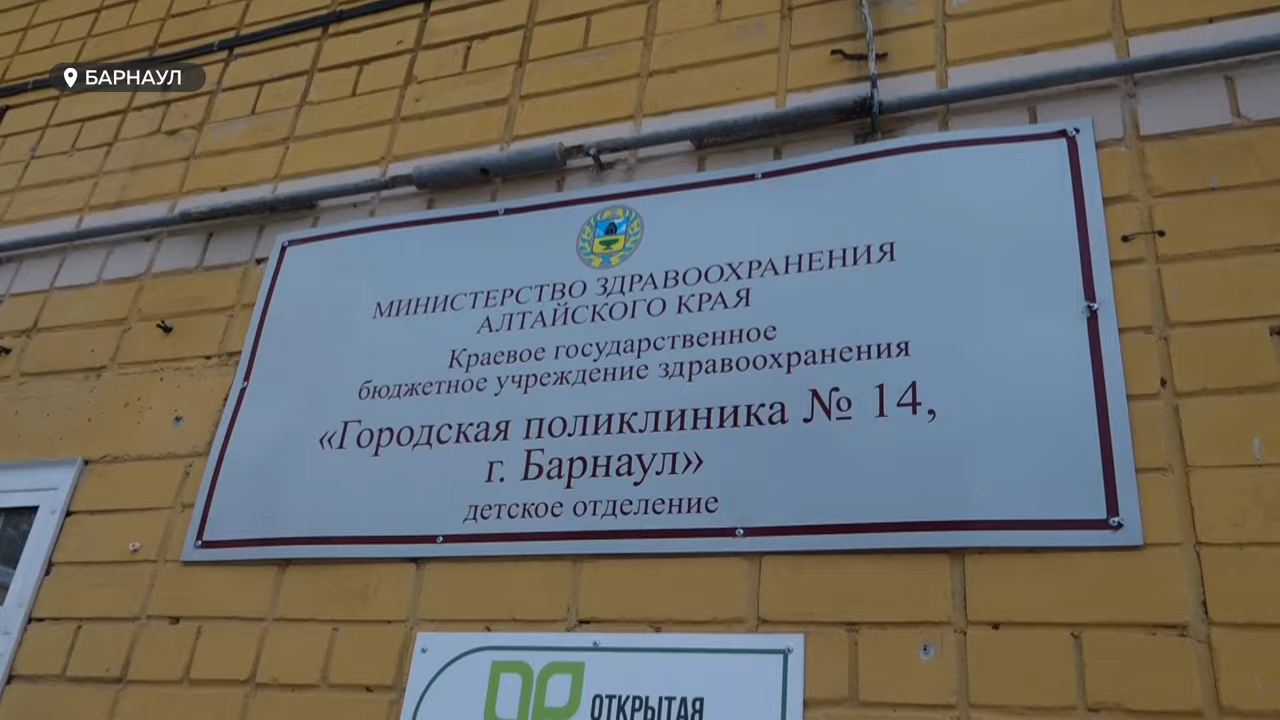 БАРНАУЛ
МИНИСТЕРСТВО ЗДРАВООХРАНЕНИЯ
АЛТАЙСКОГО КРАЯ
Краевое государственное
бюджетное учреждение здравоохранения
«Городская поликлиника № 14,
г. Барнаул»
детское отделение
ОТКРЫТАЯ